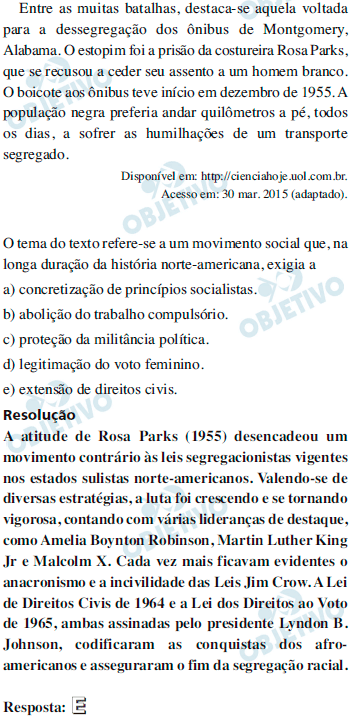 Entre as muitas batalhas, destaca-se aquela voltada
para a dessegregação dos ônibus de Montgomery,
Alabama. O estopim foi a prisão da costureira Rosa Parks,
que se recusou a ceder seu assento a um homem branco.
O boicote aos ônibus teve início em dezembro de 1955. A
população negra preferia andar quilômetros a pé, todos
os dias, a sofrer as humilhações de um transporte
segregado.
Disponível em: http://cienciahoje.uol.com.br.
Acesso em: 30 mar. 2015 (adaptado).
O tema do texto refere-se a um movimento social que, na
longa duração da história norte-americana, exigia a
a) concretização de princípios socialistas.
b) abolição do trabalho compulsório.
c) proteção da militância política.
d) legitimação do voto feminino.
e) extensão de direitos civis.
Resolução
A atitude de Rosa Parks (1955) desencadeou um
movimento contrário às leis segregacionistas vigentes
nos estados sulistas norte-americanos. Valendo-se de
diversas estratégias, a luta foi crescendo e se tornando
vigorosa, contando com várias lideranças de destaque,
como Amelia Boynton Robinson, Martin Luther King
Jr e Malcolm X. Cada vez mais ficavam evidentes o
anacronismo e a incivilidade das Leis Jim Crow. A Lei
de Direitos Civis de 1964 e a Lei dos Direitos ao Voto
de 1965, ambas assinadas pelo presidente Lyndon B.
Johnson, codificaram as conquistas dos afro-
americanos e asseguraram o fim da segregação racial.
Resposta: E
OBJETIVO
OBJETIVO
OBJETIVO
OBJETIVO
OBJETIVO
OBJETIVO
OBJETIVO